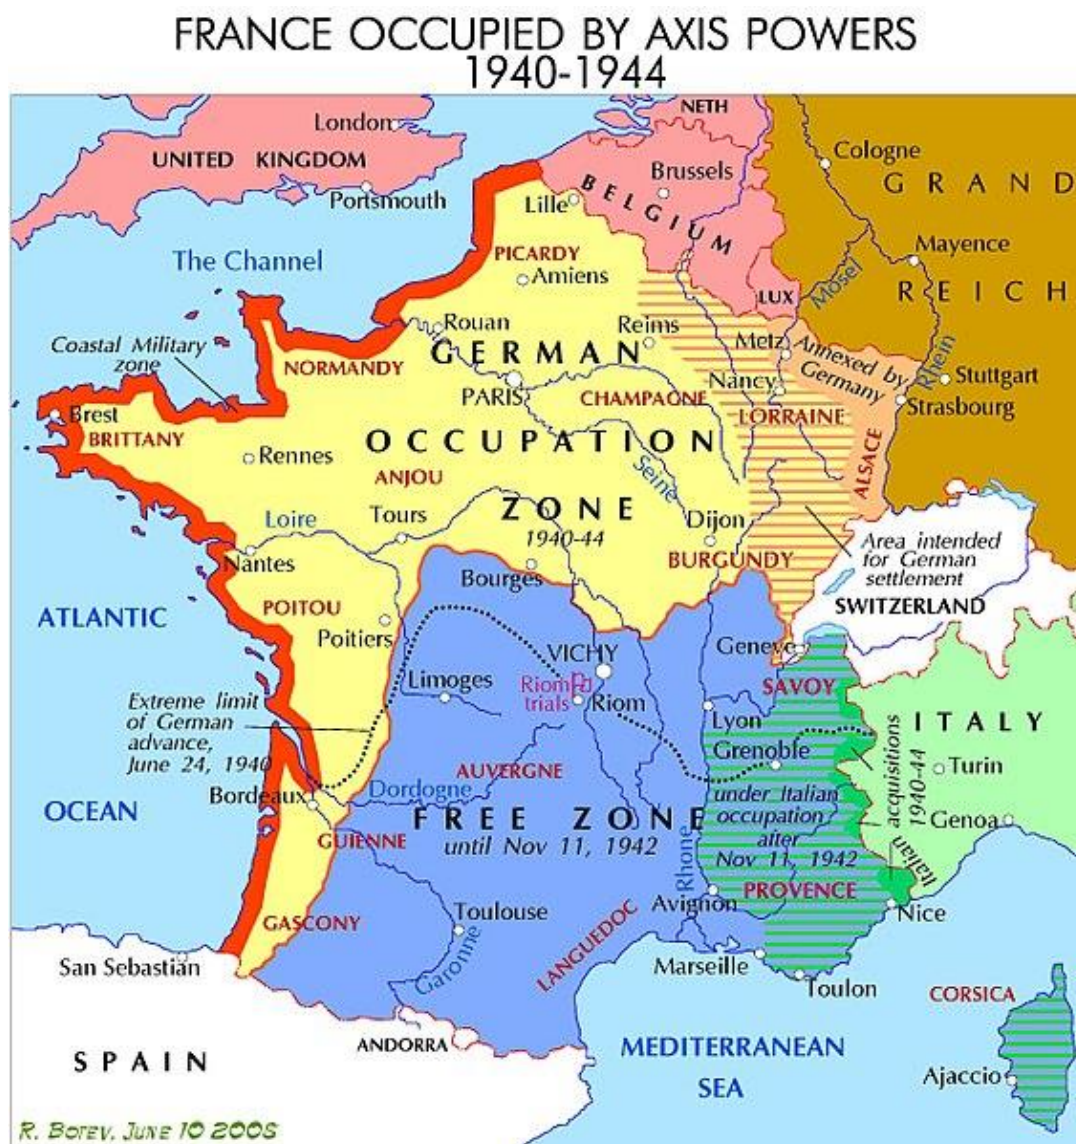 FRANCE OCCUPIED BY AXIS POWERS
1940-1944
NETH
London
UNITED KINGDOM
Portsmouth
Cologne
GRAND
REICH
Brussels
BELGIUM
Lille
Mayence
The Channel
PICARDY
Amiens
LUX
Mosel
Rouan
Reims
Metz
Annexed by
Germany
Rhein
Coastal Military
zone
NORMANDY
GERMAN
OCCUPATION
ZONE
1940-44
PARIS
CHAMPAGNE
Nancy
LORRAINE
Stuttgart
Strasbourg
ALSACE
Brest
BRITTANY
Rennes
ANJOU
Seine
Loire
Tours
Dijon
BURGUNDY
Area intended
for German
settlement
Nantes
Bourges
SWITZERLAND
ATLANTIC
OCEAN
POITOU
Poitiers
VICHY
Geneve
Limoges
Riom
trials
Riom
SAVOY
Extreme limit
of German
advance,
June 24, 1940
Lyon
Grenoble
ITALY
Turin
Genoa
Italian
acquisitions
1940-44
AUVERGNE
Bordeaux
Dordogne
FREE ZONE
until Nov 11, 1942
under Italian
occupation
after
Nov 11, 1942
GUIENNE
Rhone
PROVENCE
Avignon
Nice
GASCONY
Toulouse
Garonne
LANGUEDOC
San Sebastián
Marseille
Toulon
CORSICA
ANDORRA
MEDITERRANEAN
SEA
SPAIN
Ajaccio
R. BOTEV, JUNE 10 2008